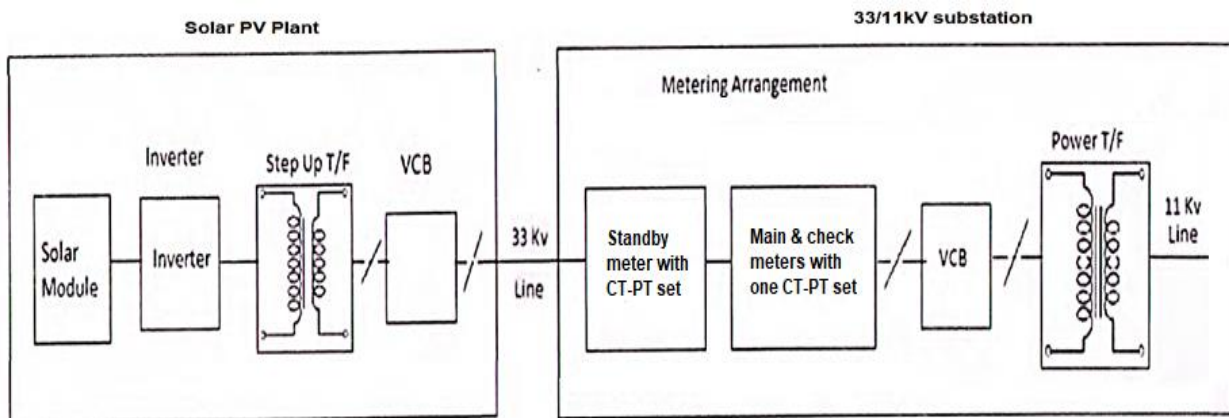 Solar PV Plant
33/11kV substation
Metering Arrangement
Inverter
Step Up T/F
VCB
Power T/F
Solar
Module
Inverter
33 Kv
Line
Standby
meter with
CT-PT set
Main & check
meters with
one CT-PT set
VCB
11 Kv
Line